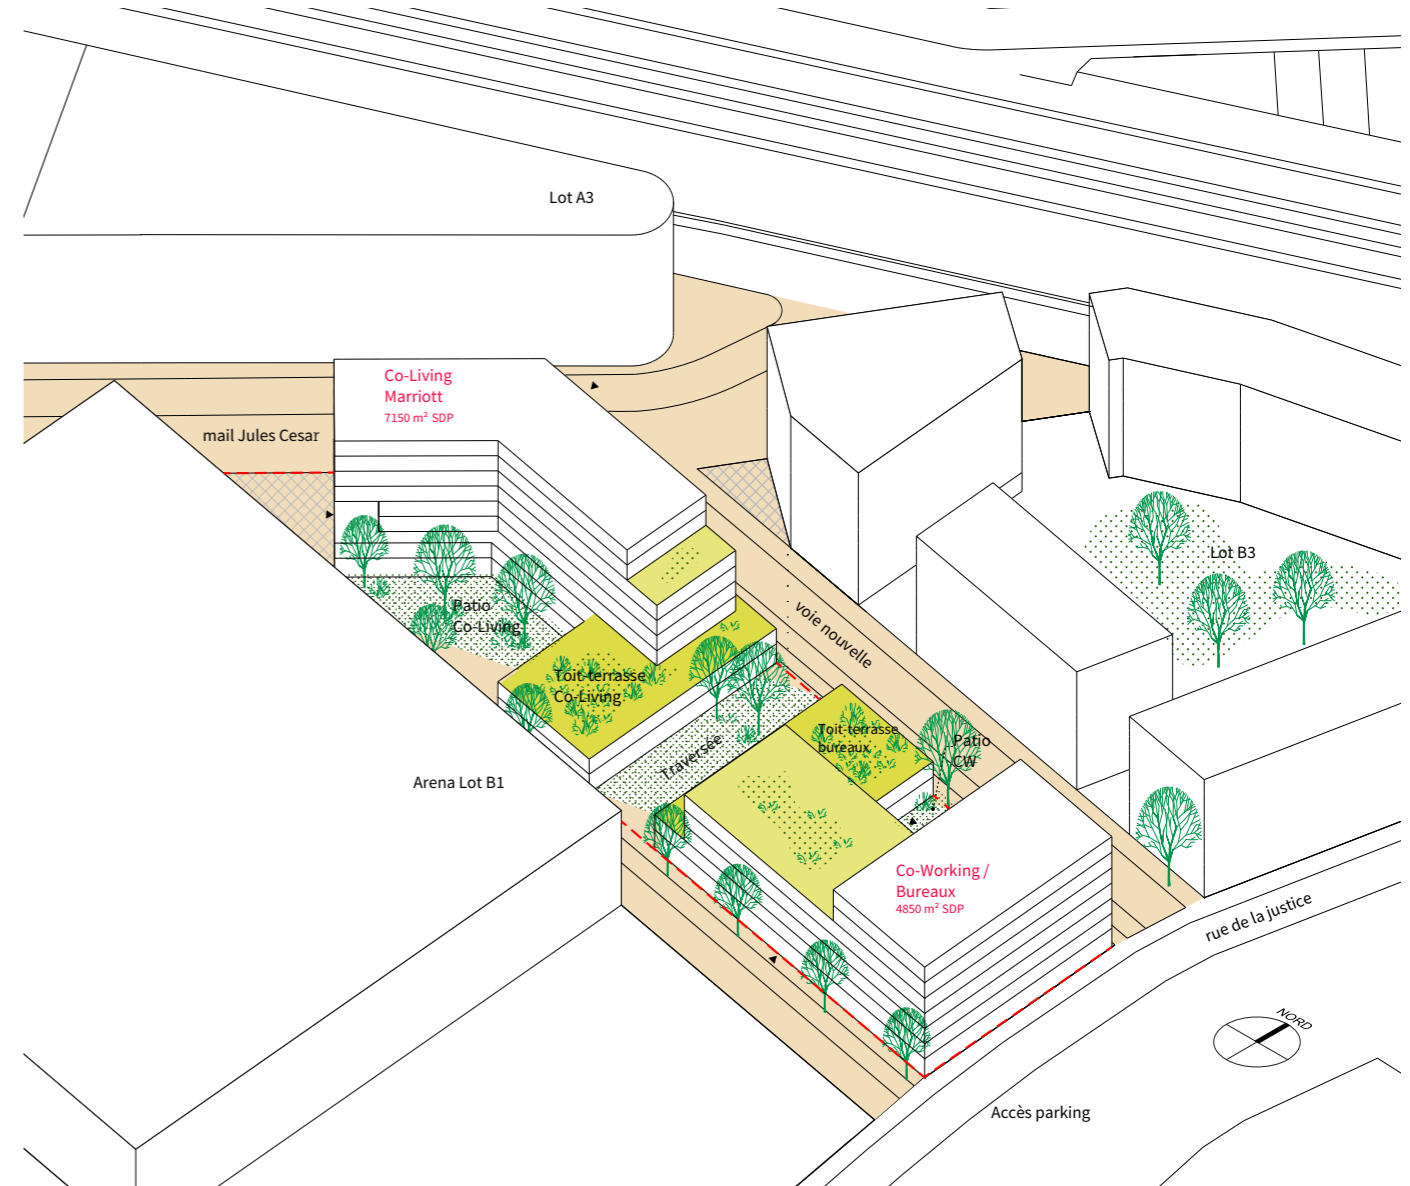 Lot A3
Co-Living
Marriott
7150 m² SDP
mail Jules Cesar
Lot B3
Patio
Co-Living
voie nouvelle
Toit-terrasse
Co-Living
Toit-terrasse
bureaux
Patio
CW
Traversée
Arena Lot B1
Co-Working /
Bureaux
4850 m² SDP
rue de la justice
NORD
Accès parking